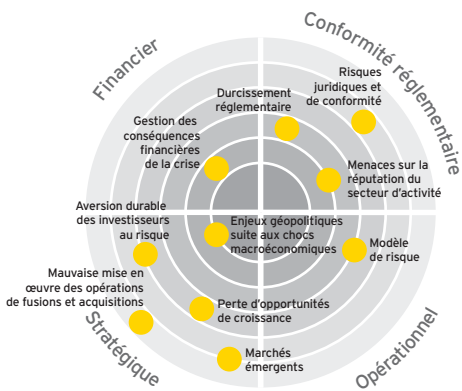 Financier
Conformité réglementaire
Risques
juridiques et
de conformité
Durcissement
réglementaire
Gestion des
conséquences
financières
de la crise
Menaces sur la
réputation du
secteur d'activité
Aversion durable
des investisseurs
au risque
Enjeux géopolitiques
suite aux chocs
macroéconomiques
Modèle
de risque
Mauvaise mise en
œuvre des opérations
de fusions et acquisitions
Perte d'opportunités
de croissance
Marchés
émergents
Stratégique
Opérationnel